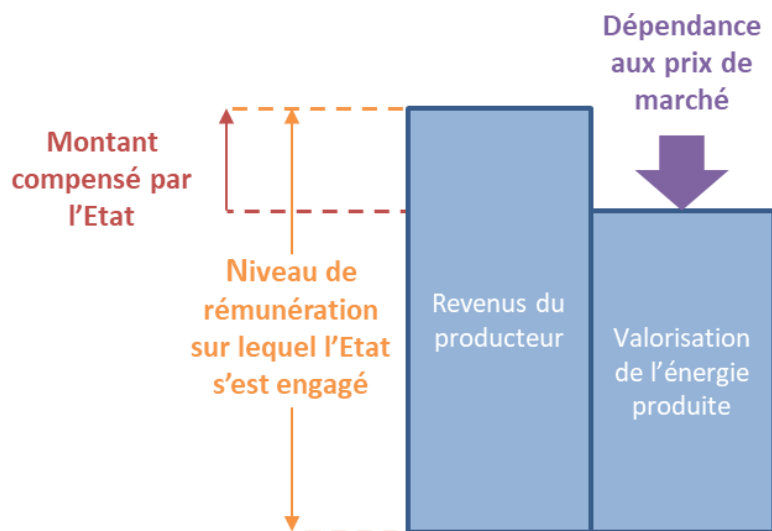 Dépendance
aux prix de
marché
Montant
compensé par
l’Etat
Niveau de
rémunération
sur lequel l’Etat
s’est engagé
Revenus du
producteur
Valorisation
de l’énergie
produite